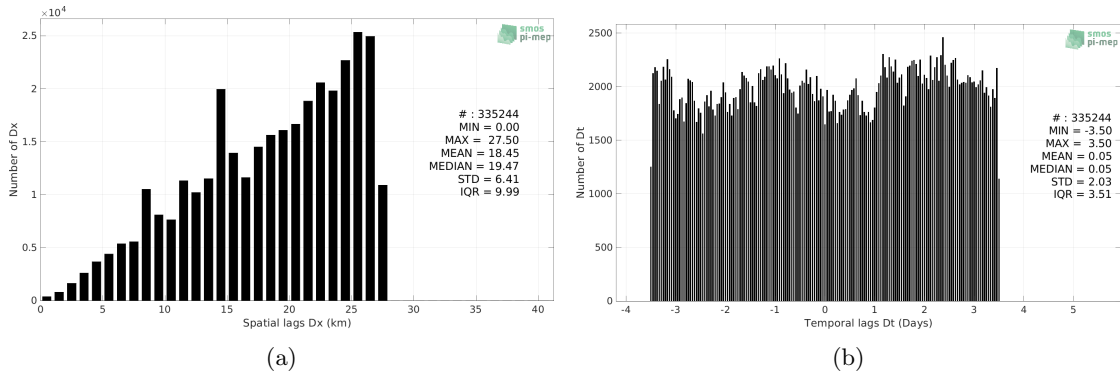 ×10⁴
2.5
2
1.5
1
0.5
0
Number of Dx
smos
pi-mep
# : 335244
MIN = 0.00
MAX = 27.50
MEAN = 18.45
MEDIAN = 19.47
STD = 6.41
IQR = 9.99
0 5 10 15 20 25 30 35 40
Spatial lags Dx (km)
(a)
2500
2000
1500
1000
500
0
Number of Dt
smos
pi-mep
# : 335244
MIN = -3.50
MAX = 3.50
MEAN = 0.05
MEDIAN = 0.05
STD = 2.03
IQR = 3.51
-4 -3 -2 -1 0 1 2 3 4 5
Temporal lags Dt (Days)
(b)